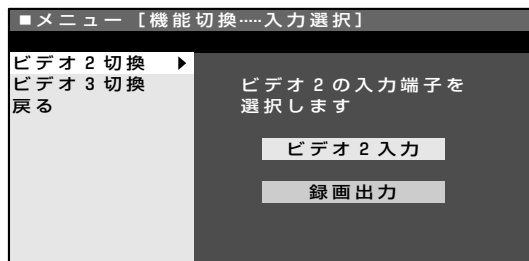 ■メニュー [機能切換……入力選択]
ビデオ2切換 ▶
ビデオ3切換
戻る
ビデオ2の入力端子を
選択します
ビデオ2入力
録画出力